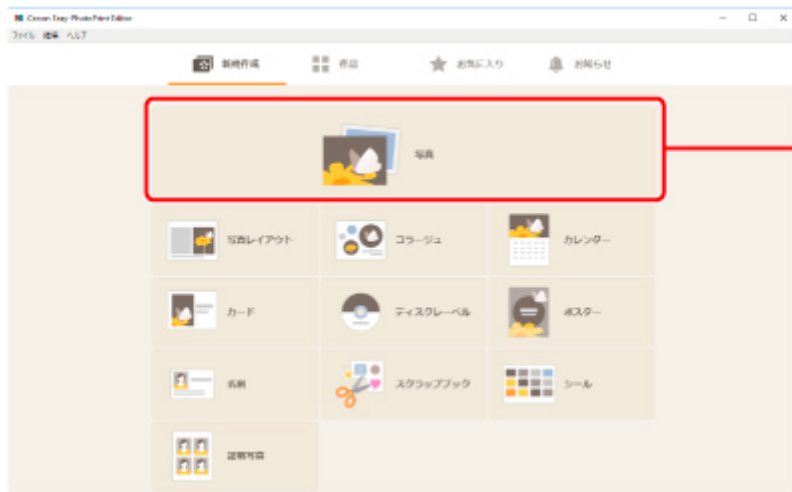 Canon Easy-PhotoPrint Editor
ファイル 編集 ヘルプ
新規作成 作品 お気に入り お知らせ
写真
写真レイアウト コラージュ カレンダー
カード ディスクレーベル ポスター
名刺 スクラップブック シール
証明写真